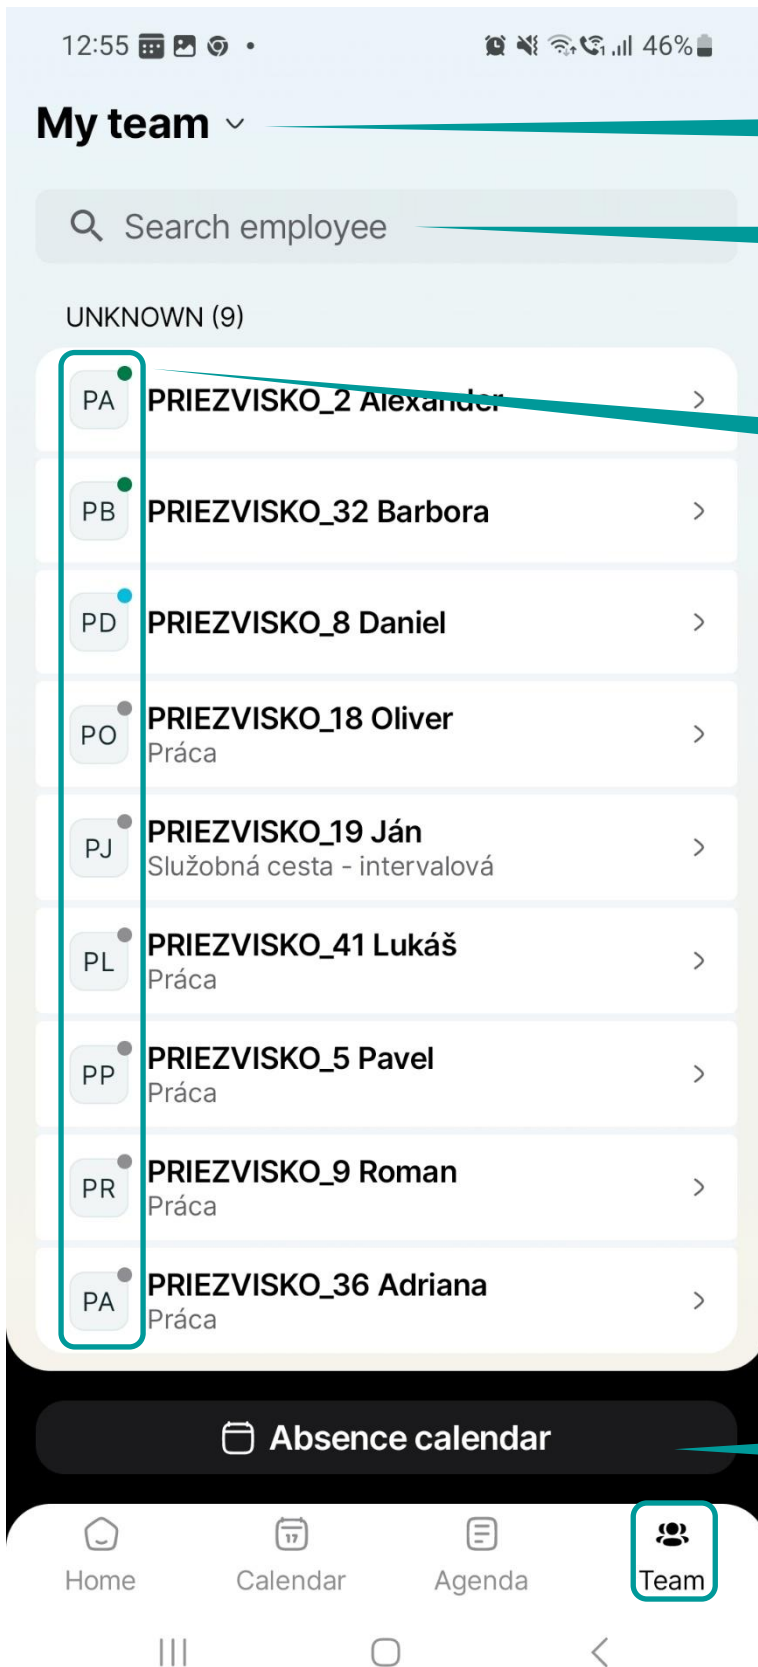 12:55 46%
My team
Search employee
UNKNOWN (9)
PA PRIEZVISKO_2 Alexander
PB PRIEZVISKO_32 Barbora
PD PRIEZVISKO_8 Daniel
PO PRIEZVISKO_18 Oliver
Práca
PJ PRIEZVISKO_19 Ján
Služobná cesta - intervalová
PL PRIEZVISKO_41 Lukáš
Práca
PP PRIEZVISKO_5 Pavel
Práca
PR PRIEZVISKO_9 Roman
Práca
PA PRIEZVISKO_36 Adriana
Práca
Absence calendar
17
Home Calendar Agenda Team